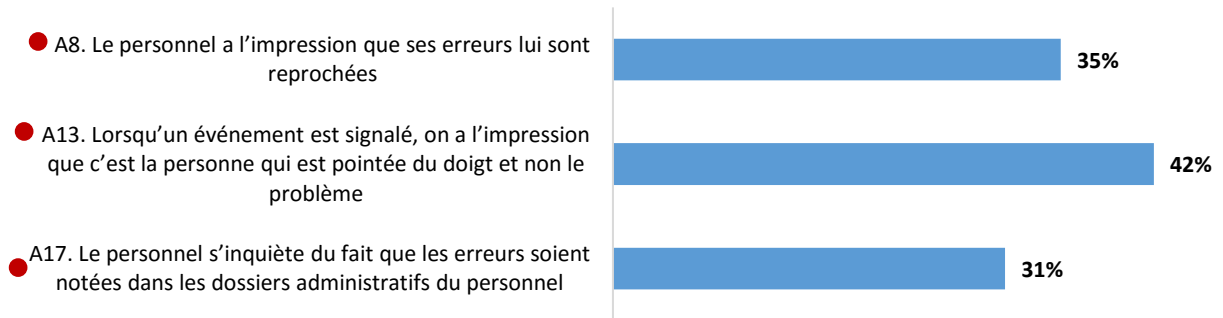 A8. Le personnel a l’impression que ses erreurs lui sont
reprochées
35%
A13. Lorsqu’un événement est signalé, on a l’impression
que c’est la personne qui est pointée du doigt et non le
problème
42%
A17. Le personnel s’inquiète du fait que les erreurs soient
notées dans les dossiers administratifs du personnel
31%